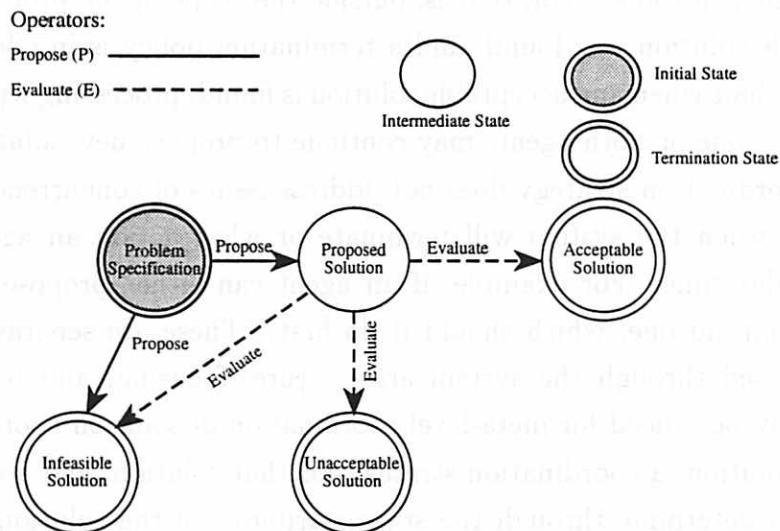 Operators:
Propose (P)
Evaluate (E)
Intermediate State
Initial State
Termination State
Problem
Specification
Propose
Proposed
Solution
Evaluate
Acceptable
Solution
Propose
Evaluate
Evaluate
Infeasible
Solution
Unacceptable
Solution